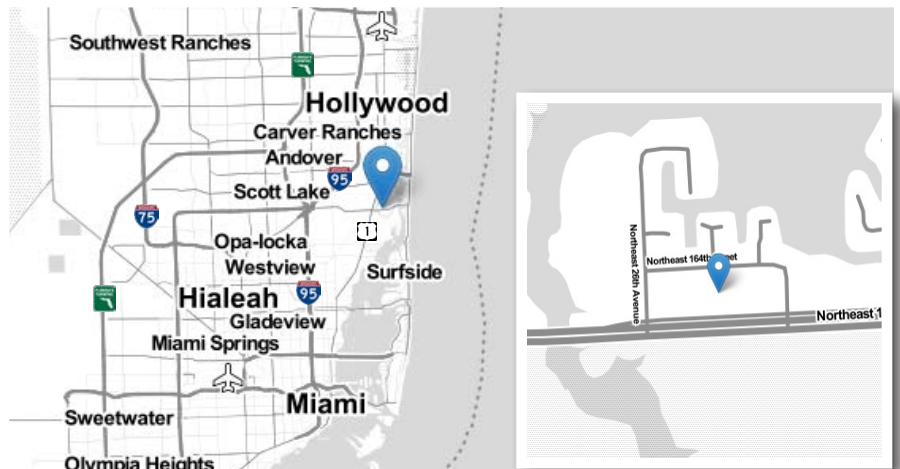 Southwest Ranches
Hollywood
Carver Ranches
Andover
95
Scott Lake
75
1
Opa-locka
Westview
Surfside
95
Hialeah
Gladeview
Miami Springs
Miami
Sweetwater
Olympia Heights
Northeast 26th Avenue
Northeast 164th eet
Northeast 1